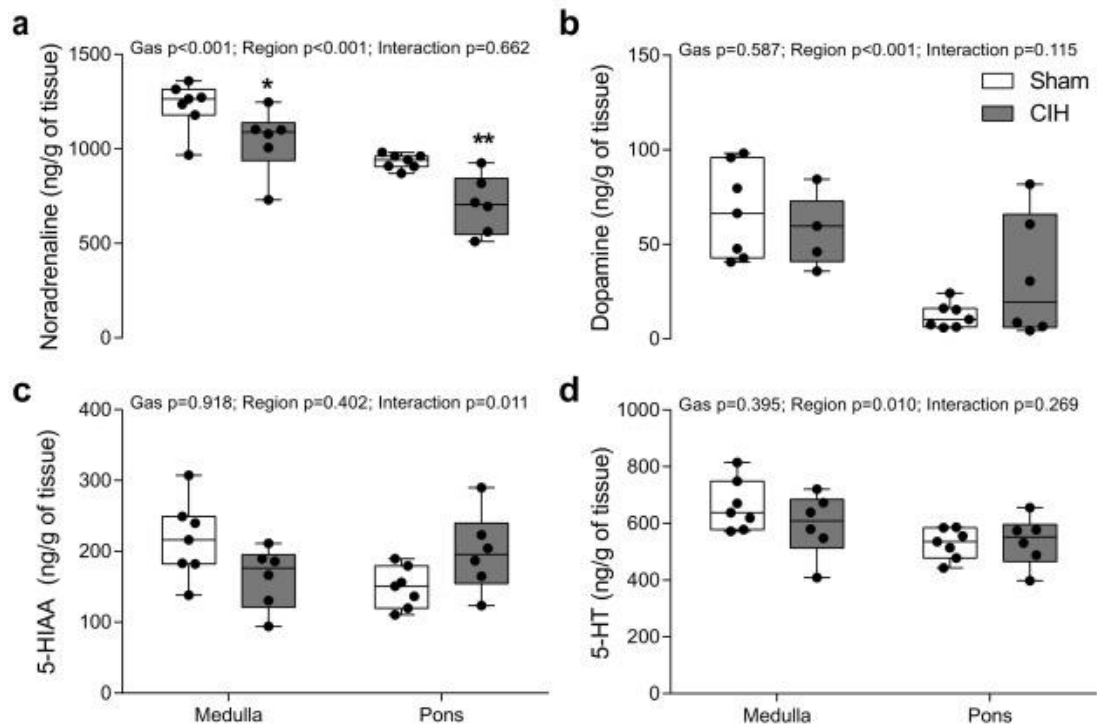 a
Gas p<0.001; Region p<0.001; Interaction p=0.662
Noradrenaline (ng/g of tissue)
1500
1000
500
0
*
**
b
Gas p=0.587; Region p<0.001; Interaction p=0.115
Dopamine (ng/g of tissue)
150
100
50
0
Sham
CIH
c
Gas p=0.918; Region p=0.402; Interaction p=0.011
5-HIAA (ng/g of tissue)
400
300
200
100
0
Medulla
Pons
d
Gas p=0.395; Region p=0.010; Interaction p=0.269
5-HT (ng/g of tissue)
1000
800
600
400
200
0
Medulla
Pons